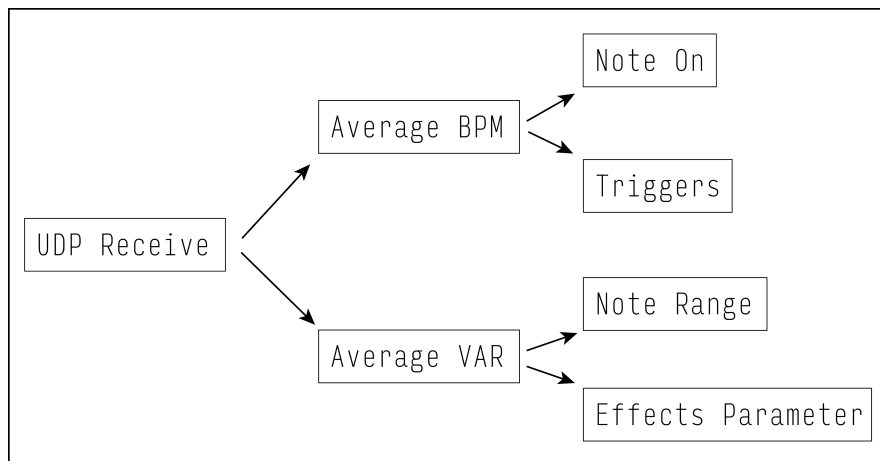 UDP Receive
Average BPM
Note On
Triggers
Average VAR
Note Range
Effects Parameter